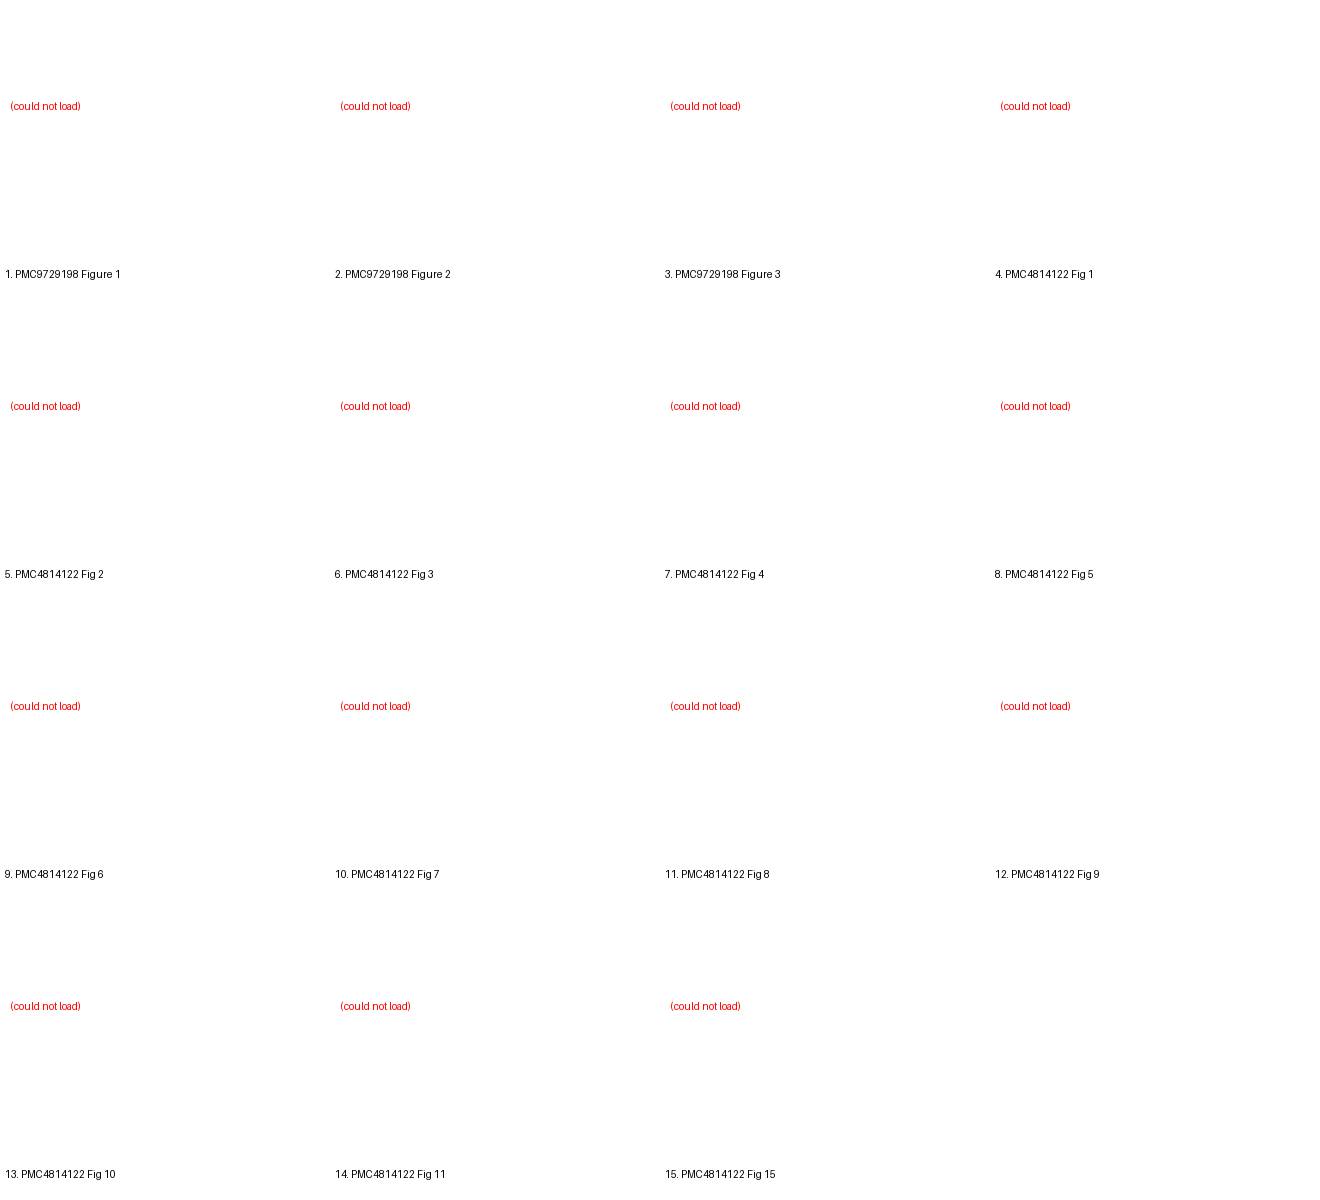 (could not load) (could not load) (could not load) (could not load)
1. PMC9729198 Figure 1 2. PMC9729198 Figure 2 3. PMC9729198 Figure 3 4. PMC4814122 Fig 1
(could not load) (could not load) (could not load) (could not load)
5. PMC4814122 Fig 2 6. PMC4814122 Fig 3 7. PMC4814122 Fig 4 8. PMC4814122 Fig 5
(could not load) (could not load) (could not load) (could not load)
9. PMC4814122 Fig 6 10. PMC4814122 Fig 7 11. PMC4814122 Fig 8 12. PMC4814122 Fig 9
(could not load) (could not load) (could not load)
13. PMC4814122 Fig 10 14. PMC4814122 Fig 11 15. PMC4814122 Fig 15